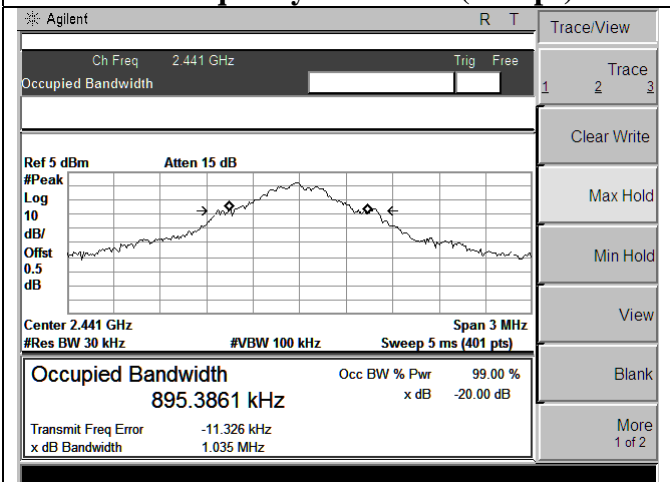 Agilent R T
Ch Freq 2.441 GHz Trig Free
Occupied Bandwidth
Ref 5 dBm Atten 15 dB
#Peak
Log
10
dB/
Offst
0.5
dB
Center 2.441 GHz Span 3 MHz
#Res BW 30 kHz #VBW 100 kHz Sweep 5 ms (401 pts)
Occupied Bandwidth Occ BW % Pwr 99.00 %
895.3861 kHz x dB -20.00 dB
Transmit Freq Error -11.326 kHz
x dB Bandwidth 1.035 MHz
Trace/View
Trace
1 2 3
Clear Write
Max Hold
Min Hold
View
Blank
More
1 of 2